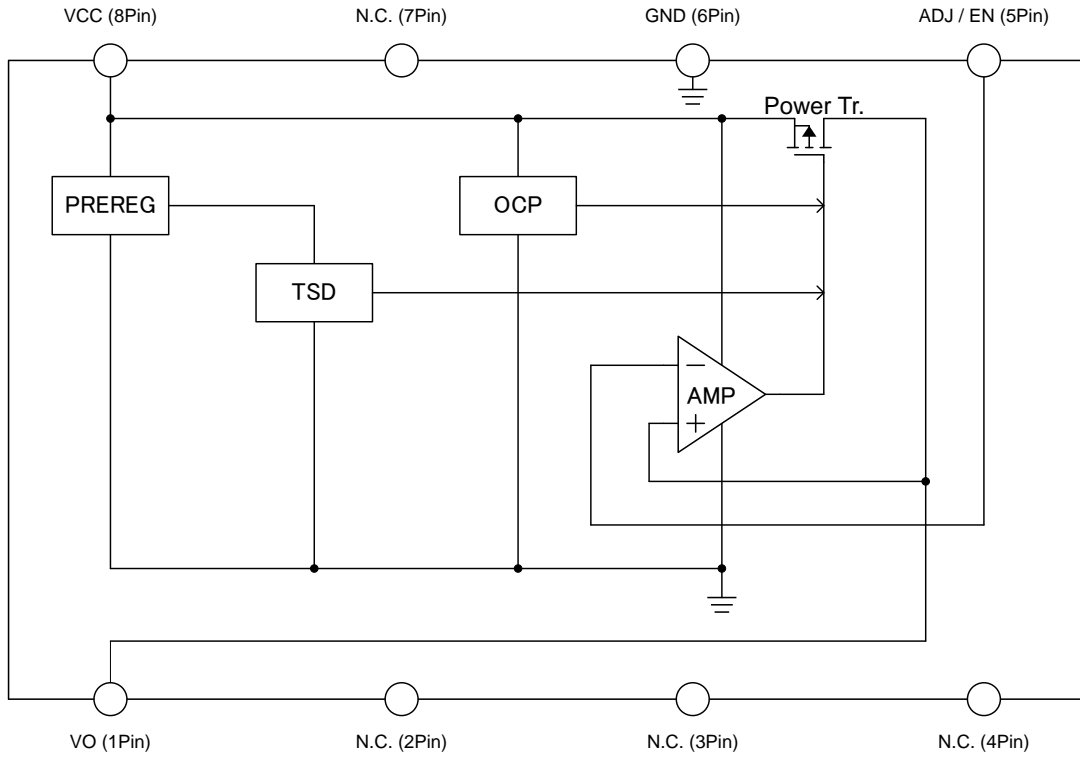 VCC (8Pin)
N.C. (7Pin)
GND (6Pin)
ADJ / EN (5Pin)
Power Tr.
PREREG
OCP
TSD
−
AMP
+
VO (1Pin)
N.C. (2Pin)
N.C. (3Pin)
N.C. (4Pin)